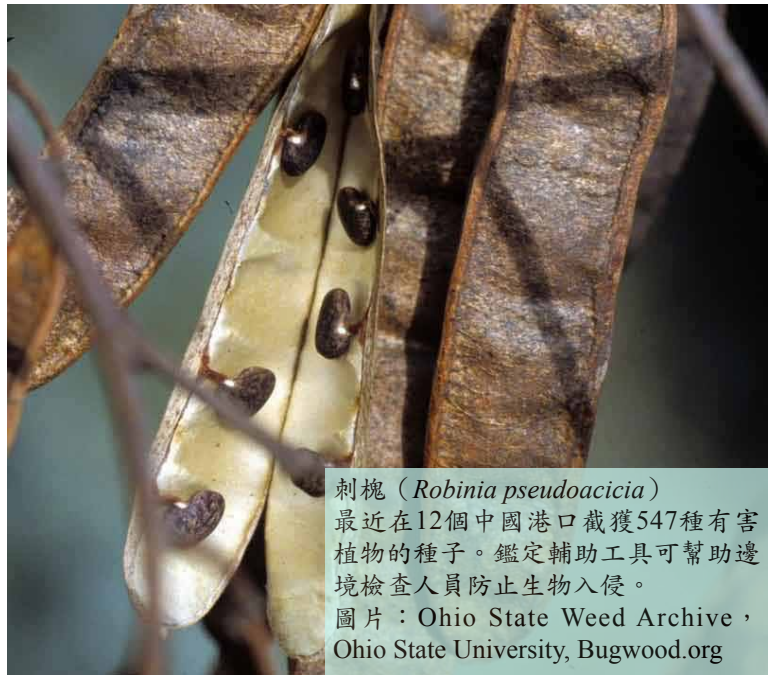 刺槐（Robinia pseudoacicia）
最近在12個中國港口截獲547種有害
植物的種子。鑑定輔助工具可幫助邊
境檢查人員防止生物入侵。
圖片：Ohio State Weed Archive，
Ohio State University, Bugwood.org